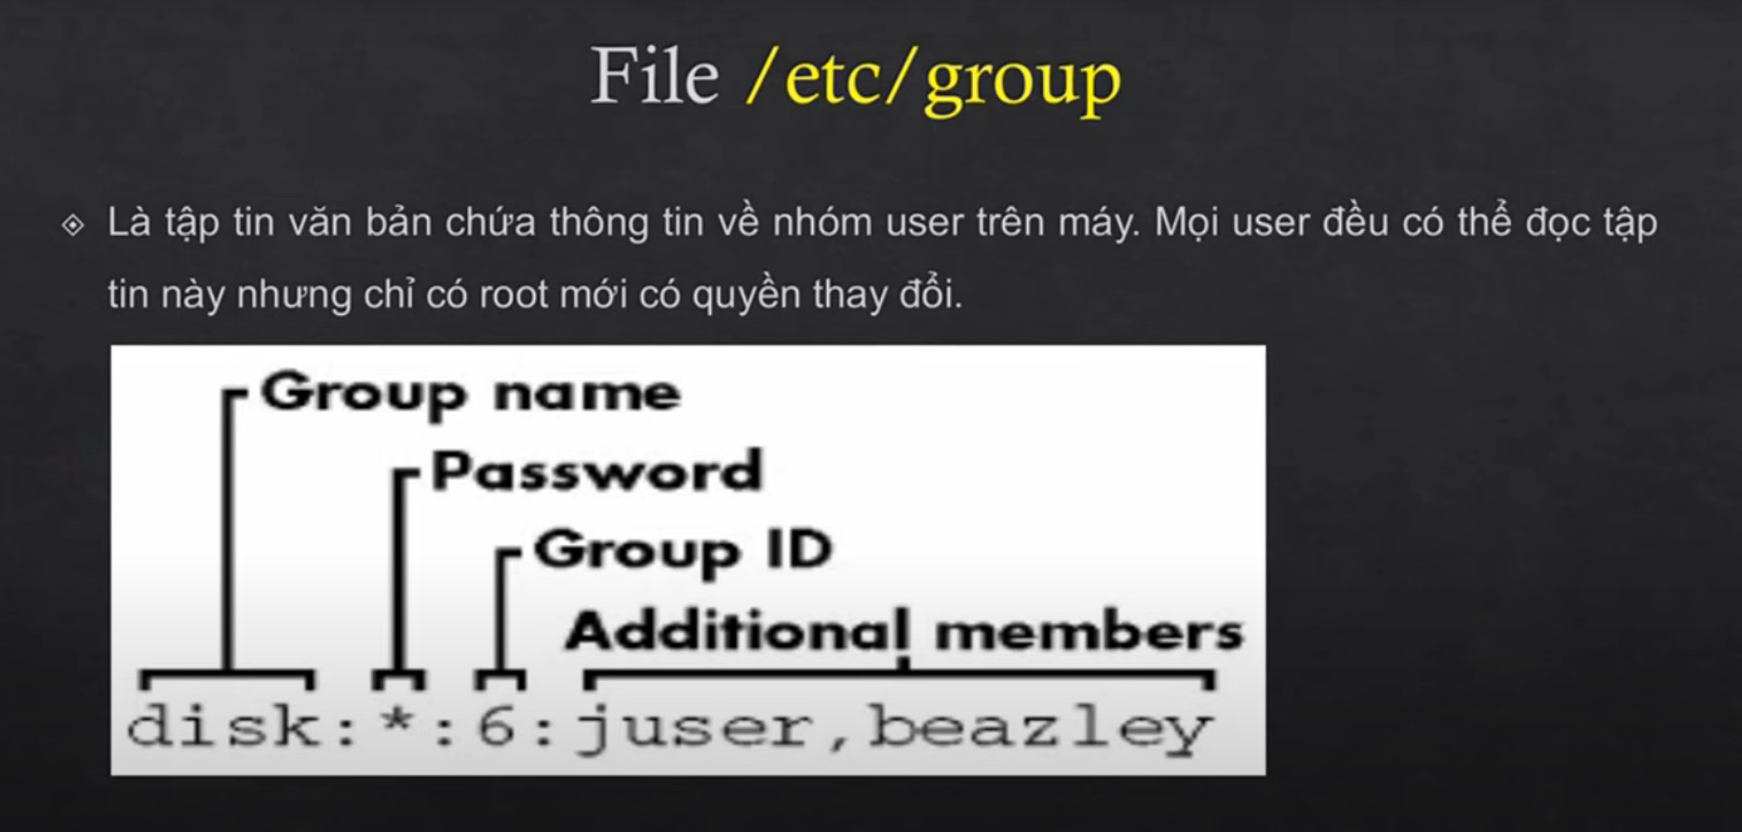 File /etc/group
Là tập tin văn bản chứa thông tin về nhóm user trên máy. Mọi user đều có thể đọc tập
tin này nhưng chỉ có root mới có quyền thay đổi.
Group name
Password
Group ID
Additional members
disk:*:6:juser,beazley